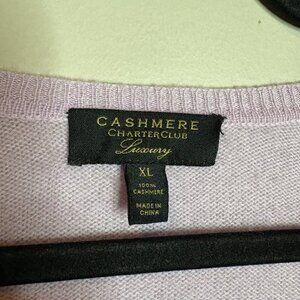 CASHMERE
CHARTER CLUB
Luxury
XL
100%
CASHMERE
MADE IN
CHINA